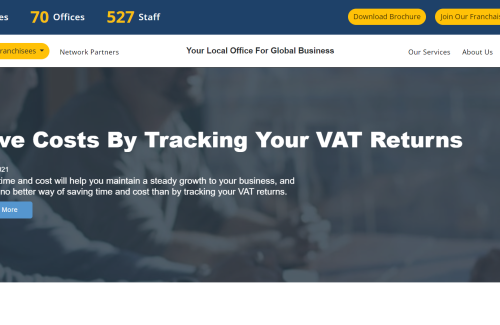 es 70 Offices 527 Staff Download Brochure Join Our Franchis
ranchisees Network Partners Your Local Office For Global Business Our Services About Us
ve Costs By Tracking Your VAT Returns
21
time and cost will help you maintain a steady growth to your business, and
no better way of saving time and cost than by tracking your VAT returns.
More